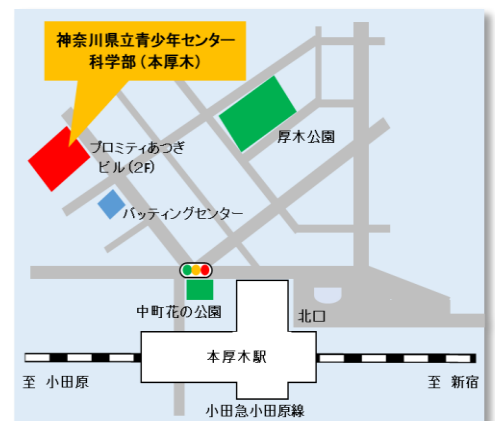 神奈川県立青少年センター
科学部（本厚木）
プロミティあつぎ
ビル（2F）
厚木公園
バッティングセンター
中町花の公園
北口
本厚木駅
至 小田原
至 新宿
小田急小田原線